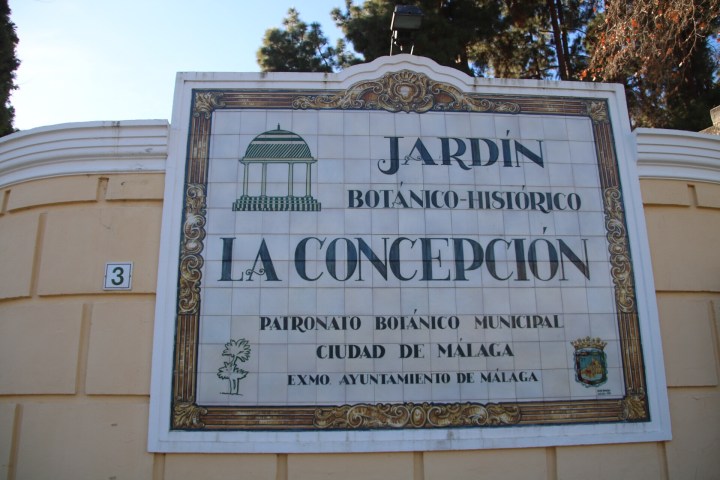 JARDÍN
BOTÁNICO-HISTÓRICO
LA CONCEPCIÓN
3
PATRONATO BOTÁNICO MUNICIPAL
CIUDAD DE MÁLAGA
EXMO. AYUNTAMIENTO DE MÁLAGA